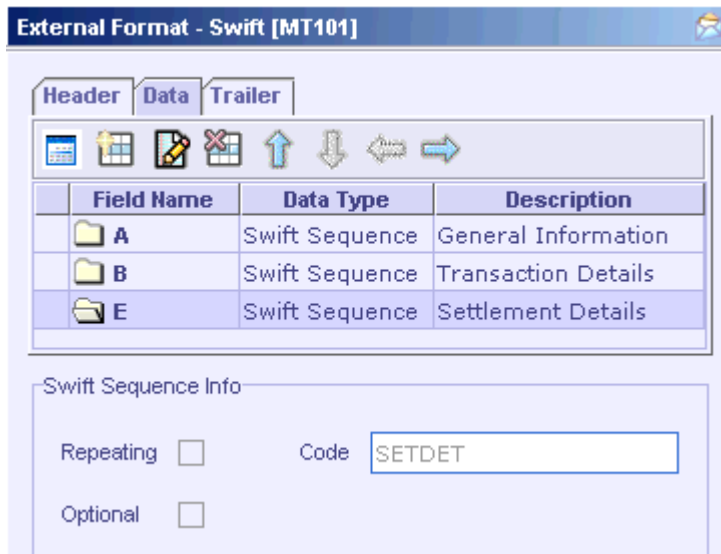 External Format - Swift [MT101]
Header Data Trailer
Field Name Data Type Description
A Swift Sequence General Information
B Swift Sequence Transaction Details
E Swift Sequence Settlement Details
Swift Sequence Info
Repeating Code SETDET
Optional